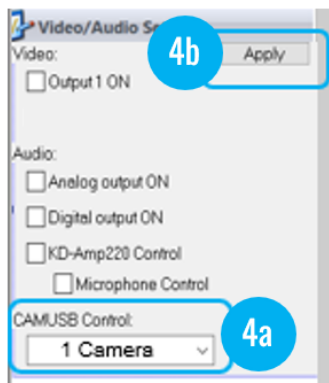 Video/Audio Se
4b
Video:
Apply
Output 1 ON
Audio:
Analog output ON
Digital output ON
KD-Amp220 Control
Microphone Control
CAMUSB Control:
1 Camera
4a